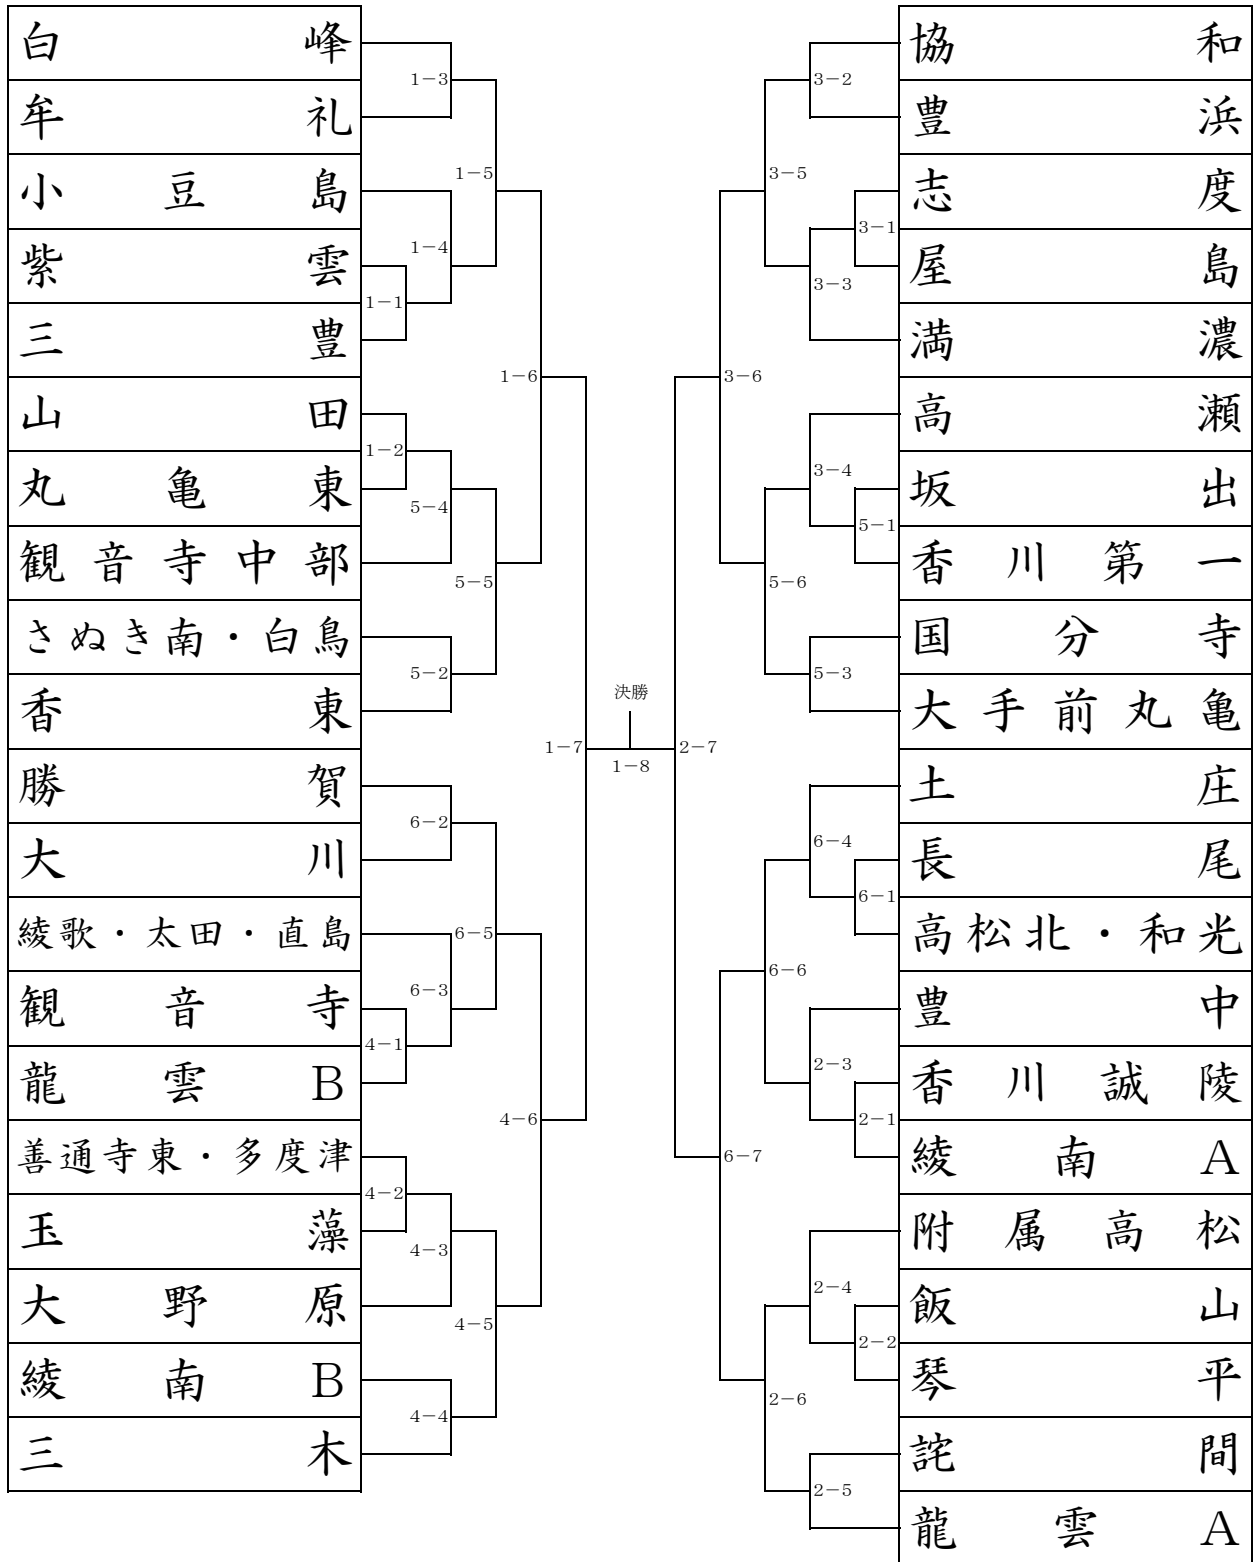 白峰
牟礼
小豆島
紫雲
三豊
山田
丸亀東
観音寺中部
さぬき南・白鳥
香東
勝賀
大川
綾歌・太田・直島
観音寺
龍雲B
善通寺東・多度津
玉藻
大野原
綾南B
三木
1-3
1-5
1-4
1-1
1-6
1-2
5-4
5-5
5-2
1-7
6-2
6-5
6-3
4-1
4-6
4-2
4-3
4-5
4-4
決勝
1-8
3-2
3-5
3-1
3-3
3-6
3-4
5-1
5-6
5-3
2-7
6-4
6-1
6-6
2-3
2-1
6-7
2-4
2-2
2-6
2-5
協和
豊浜
志度
屋島
満濃
高瀬
坂出
香川第一
国分寺
大手前丸亀
土庄
長尾
高松北・和光
豊中
香川誠陵
綾南A
附属高松
飯山
琴平
詫間
龍雲A